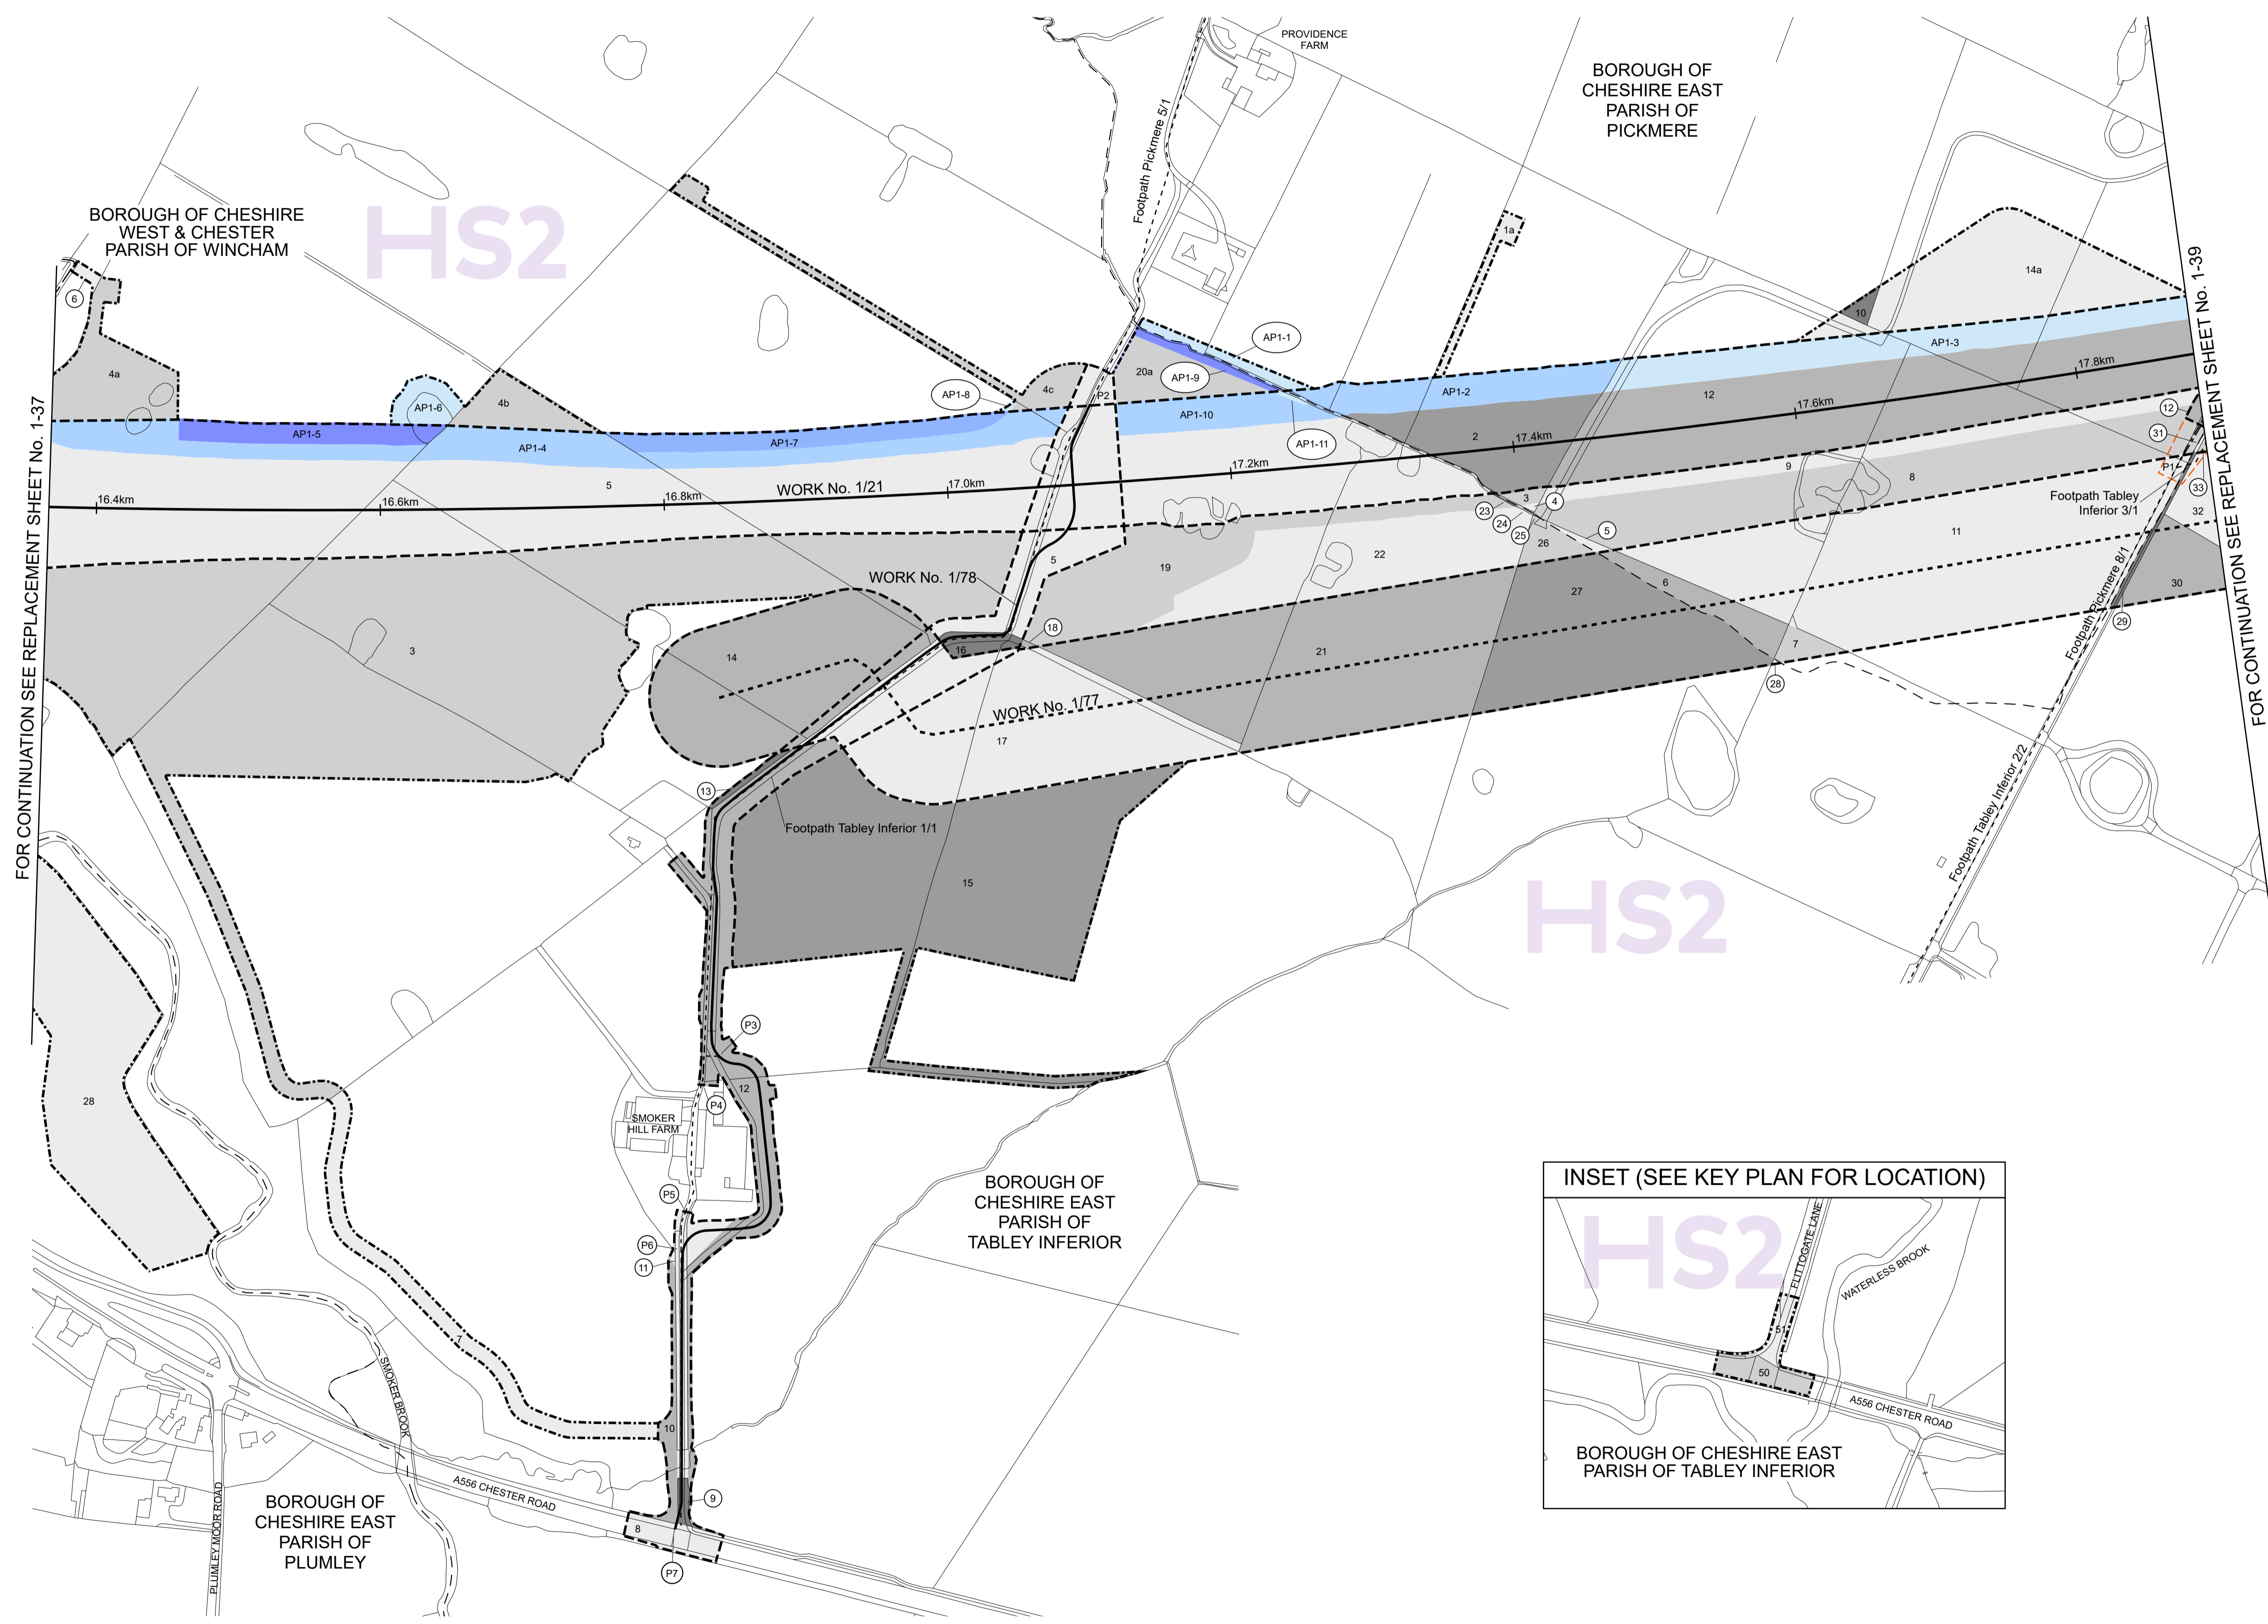 PROVIDENCE
FARM
BOROUGH OF
CHESHIRE EAST
PARISH OF
PICKMERE
Footpath Pickmere 5/1
BOROUGH OF CHESHIRE
WEST & CHESTER
PARISH OF WINCHAM
HS2
1a
14a
6
10
AP1-1
AP1-3
17.8km
FOR CONTINUATION SEE REPLACEMENT SHEET No. 1-39
4a
20a
AP1-9
4c
P2
AP1-8
AP1-2
12
AP1-6
4b
AP1-10
17.6km
12
AP1-5
AP1-7
AP1-4
AP1-11
2
17.4km
31
FOR CONTINUATION SEE REPLACEMENT SHEET No. 1-37
5
17.2km
9
8
P1
33
16.4km
16.6km
16.8km
WORK No. 1/21
17.0km
3
4
23
24
25
5
Footpath Tabley
Inferior 3/1
32
26
22
11
5
19
WORK No. 1/78
6
27
30
Footpath Pickmere 8/1
29
18
16
3
14
21
7
28
WORK No. 1/77
17
13
Footpath Tabley Inferior 1/1
Footpath Tabley Inferior 2/2
15
HS2
P3
12
28
P4
SMOKER
HILL FARM
P5
P6
11
BOROUGH OF
CHESHIRE EAST
PARISH OF
TABLEY INFERIOR
7
10
SMOKER BROOK
A556 CHESTER ROAD
9
8
P7
PLUMLEY MOOR ROAD
BOROUGH OF
CHESHIRE EAST
PARISH OF
PLUMLEY
INSET (SEE KEY PLAN FOR LOCATION)
HS2
FLITTOGATE LANE
WATERLESS BROOK
51
50
A556 CHESTER ROAD
BOROUGH OF CHESHIRE EAST
PARISH OF TABLEY INFERIOR